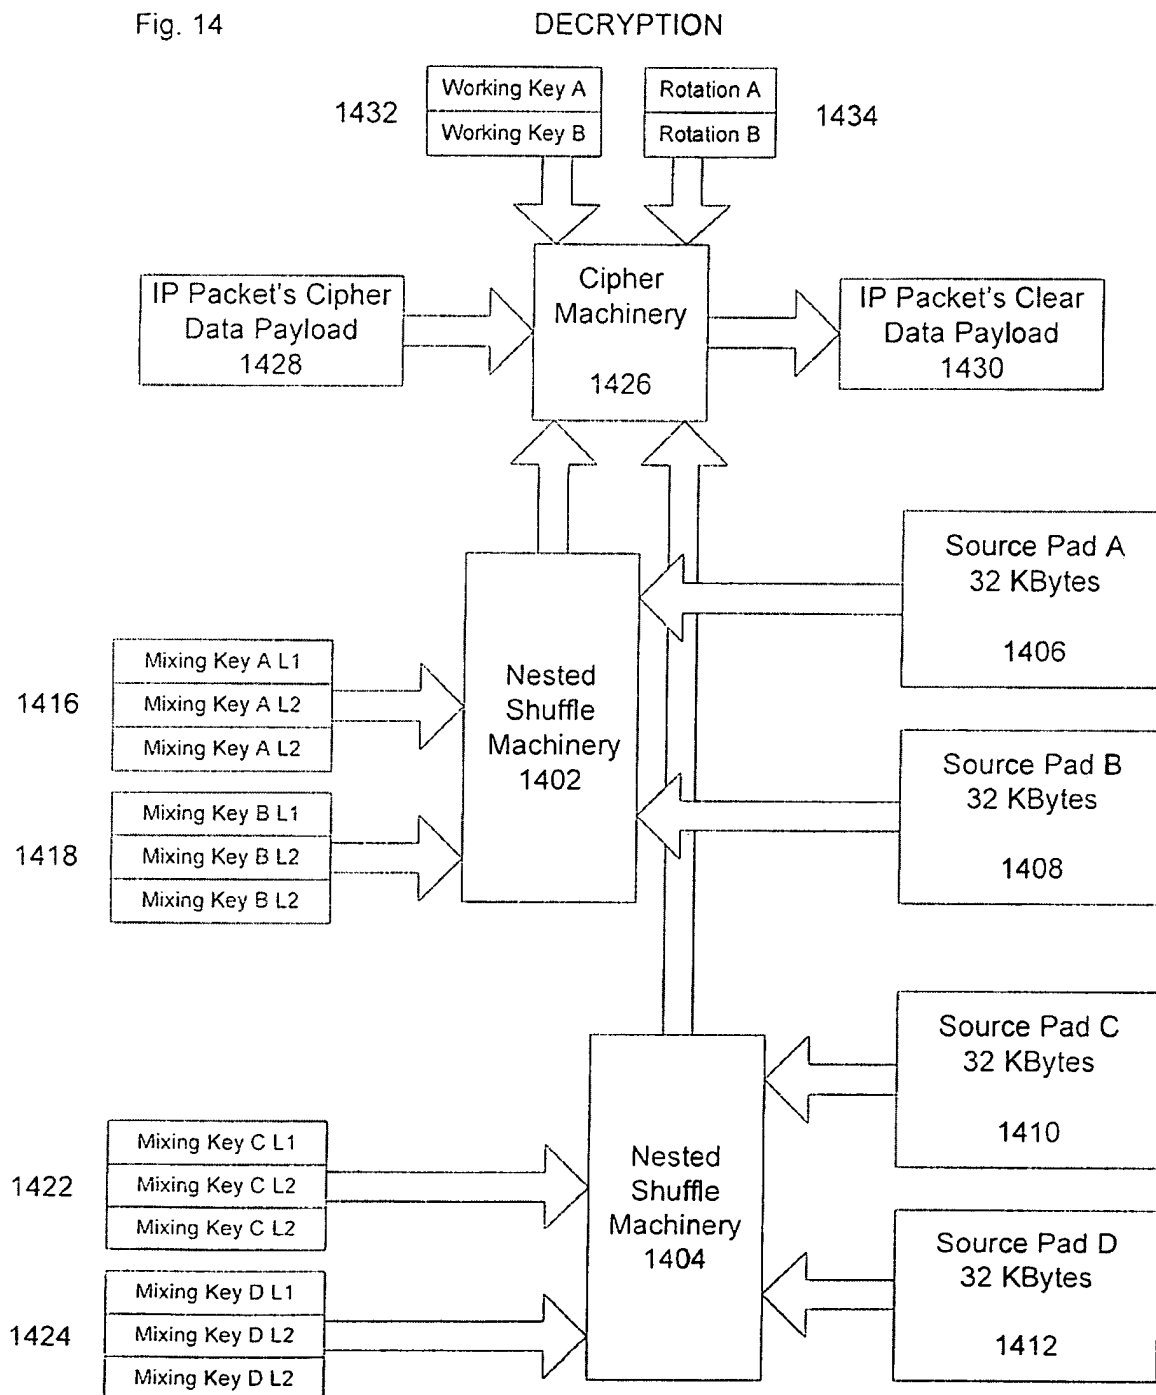 Fig. 14
DECRYPTION
1432
Working Key A
Working Key B
Rotation A
Rotation B
1434
IP Packet's Cipher
Data Payload
1428
Cipher
Machinery
1426
IP Packet's Clear
Data Payload
1430
Source Pad A
32 KBytes
1406
1416
Mixing Key A L1
Mixing Key A L2
Mixing Key A L2
Nested
Shuffle
Machinery
1402
Source Pad B
32 KBytes
1408
1418
Mixing Key B L1
Mixing Key B L2
Mixing Key B L2
Source Pad C
32 KBytes
1410
1422
Mixing Key C L1
Mixing Key C L2
Mixing Key C L2
Nested
Shuffle
Machinery
1404
Source Pad D
32 KBytes
1412
1424
Mixing Key D L1
Mixing Key D L2
Mixing Key D L2